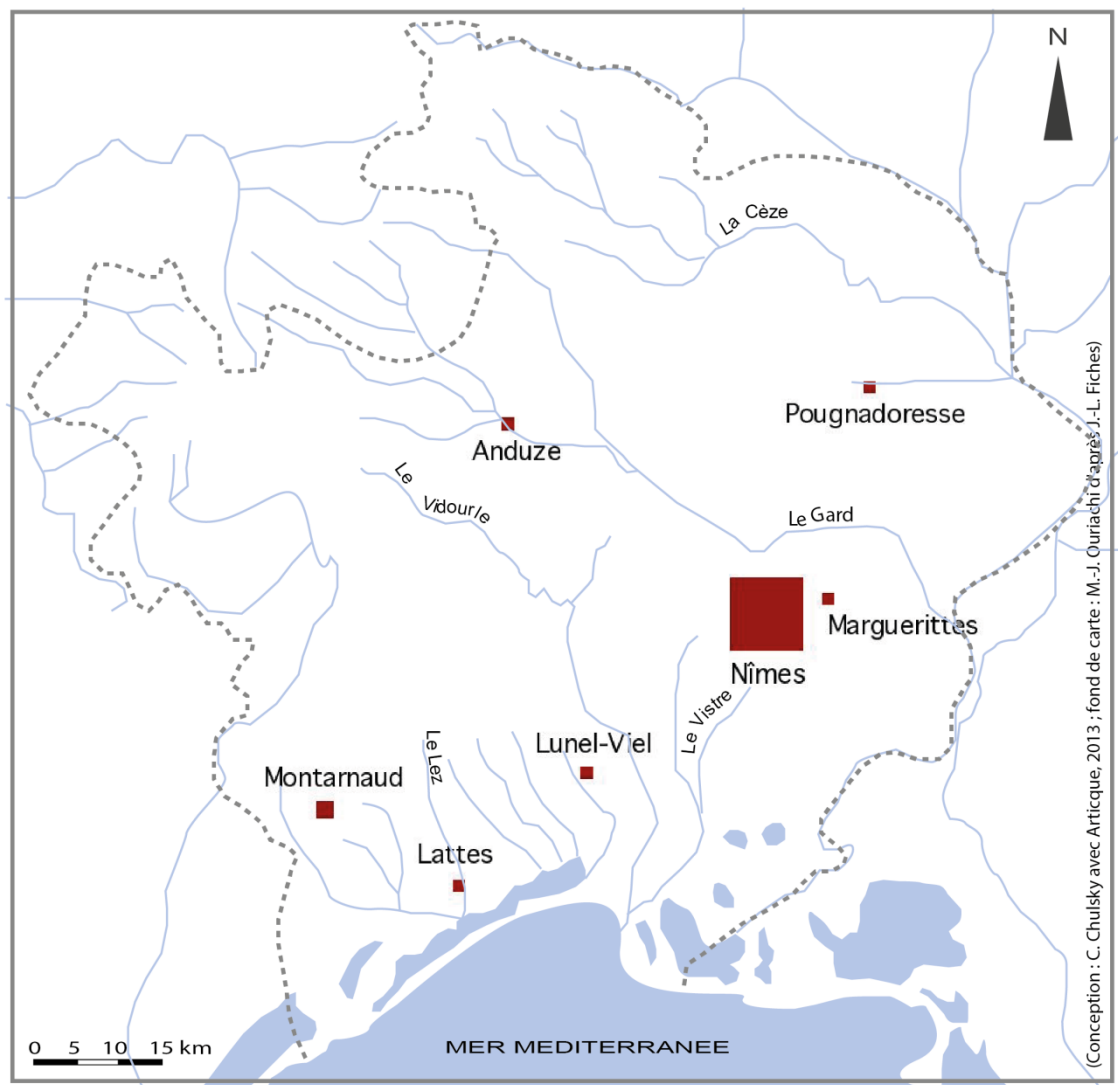 N
La Cèze
Pougnadoresse
Anduze
Le Vidourle
Le Gard
Marguerittes
Nîmes
Le Vistre
Lunel-Viel
Le Lez
Montarnaud
Lattes
0 5 10 15 km
MER MEDITERRANEE
(Conception : C. Chulsky avec Articque, 2013 ; fond de carte : M.-J. Ouriachi d'après J.-L. Fiches)